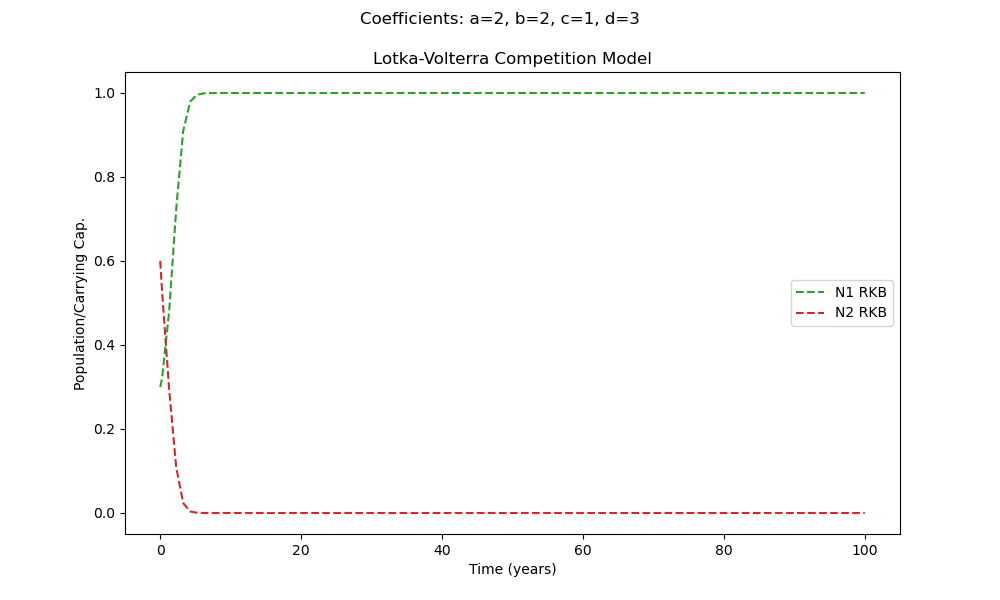 Coefficients: a=2, b=2, c=1, d=3
Lotka-Volterra Competition Model
Population/Carrying Cap.
1.0
0.8
0.6
0.4
0.2
0.0
N1 RKB
N2 RKB
0 20 40 60 80 100
Time (years)